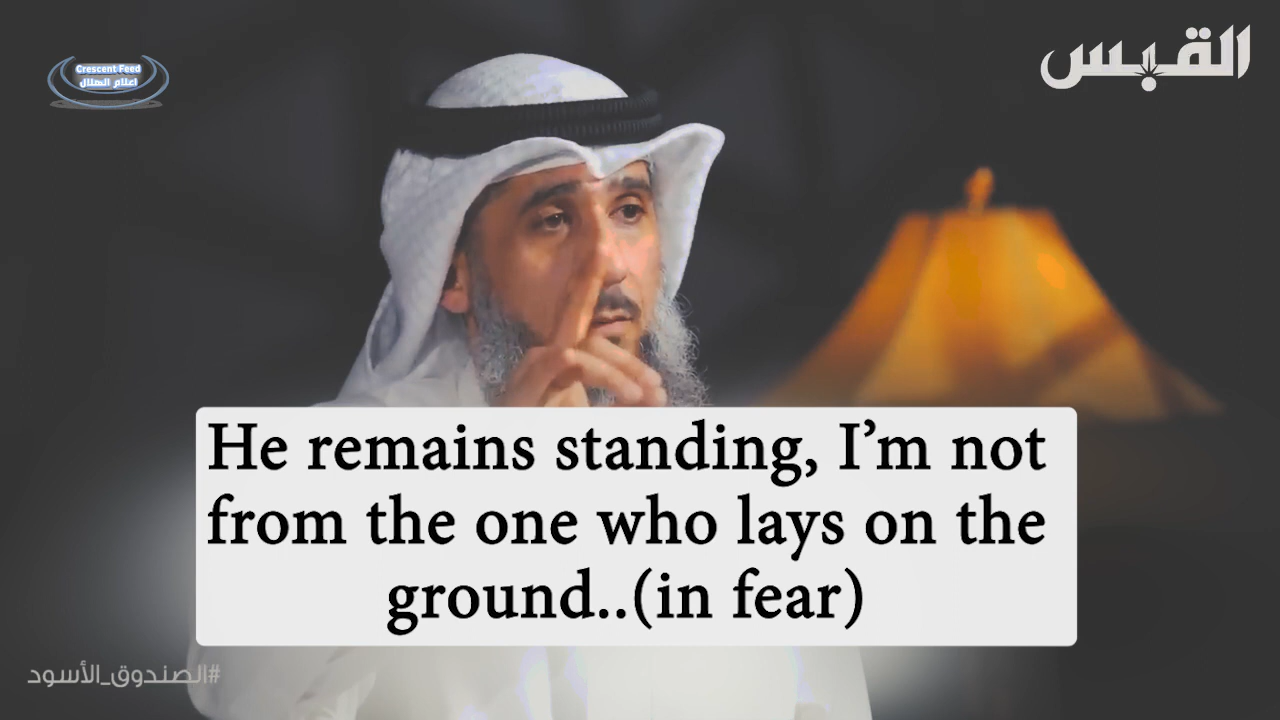 Crescent Feed
اعلام الهلال
القبس
He remains standing, I’m not
from the one who lays on the
ground..(in fear)
#الصندوق_الأسود